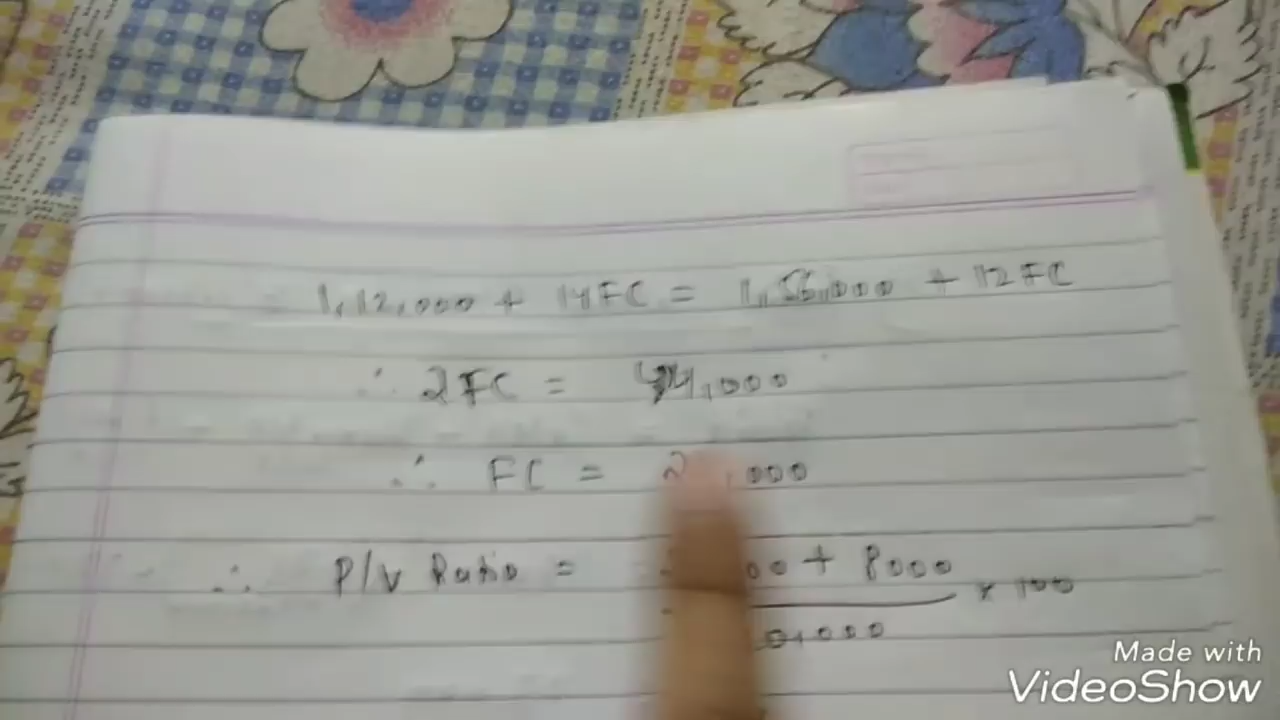 1,12,000 + 14FC = 1,56,000 + 12FC
∴ 2FC = 44,000
∴ FC = 2 ,000
∴ P/V Ratio = 00 + 8000 × 100
0,000
Made with
VideoShow